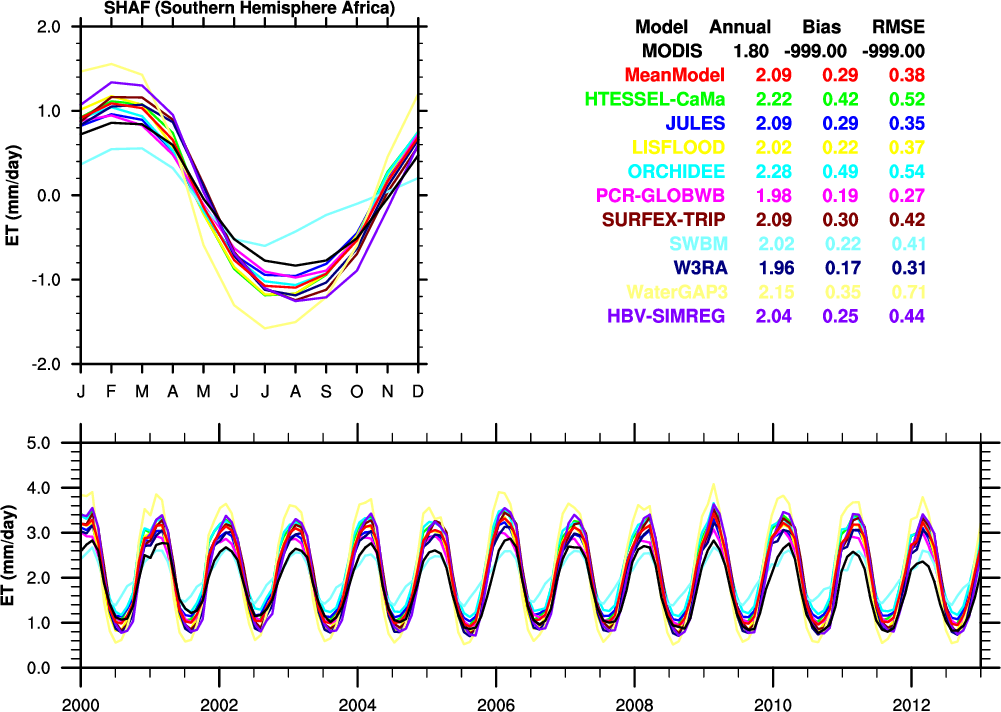 SHAF (Southern Hemisphere Africa)
2.0
1.0
0.0
-1.0
-2.0
ET (mm/day)
J F M A M J J A S O N D
Model Annual Bias RMSE
MODIS 1.80 -999.00 -999.00
MeanModel 2.09 0.29 0.38
HTESSEL-CaMa 2.22 0.42 0.52
JULES 2.09 0.29 0.35
LISFLOOD 2.02 0.22 0.37
ORCHIDEE 2.28 0.49 0.54
PCR-GLOBWB 1.98 0.19 0.27
SURFEX-TRIP 2.09 0.30 0.42
SWBM 2.02 0.22 0.41
W3RA 1.96 0.17 0.31
WaterGAP3 2.15 0.35 0.71
HBV-SIMREG 2.04 0.25 0.44
5.0
4.0
3.0
2.0
1.0
0.0
ET (mm/day)
2000 2002 2004 2006 2008 2010 2012